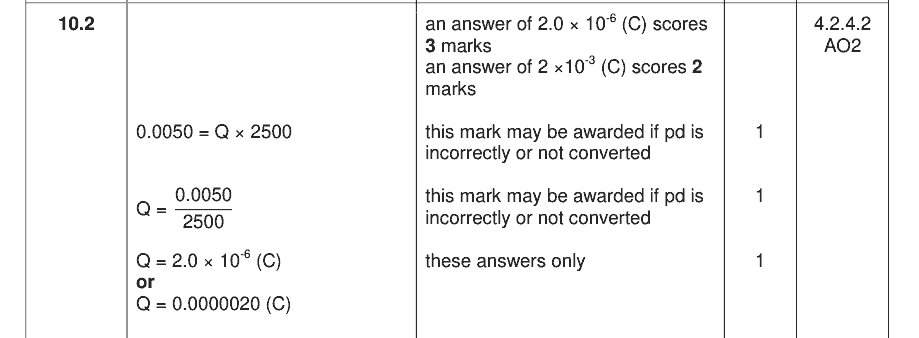 10.2
an answer of 2.0 × 10⁻⁶ (C) scores
3 marks
an answer of 2 ×10⁻³ (C) scores 2
marks
4.2.4.2
AO2
0.0050 = Q × 2500
this mark may be awarded if pd is
incorrectly or not converted
1
Q = 0.0050
2500
this mark may be awarded if pd is
incorrectly or not converted
1
Q = 2.0 × 10⁻⁶ (C)
or
Q = 0.0000020 (C)
these answers only
1